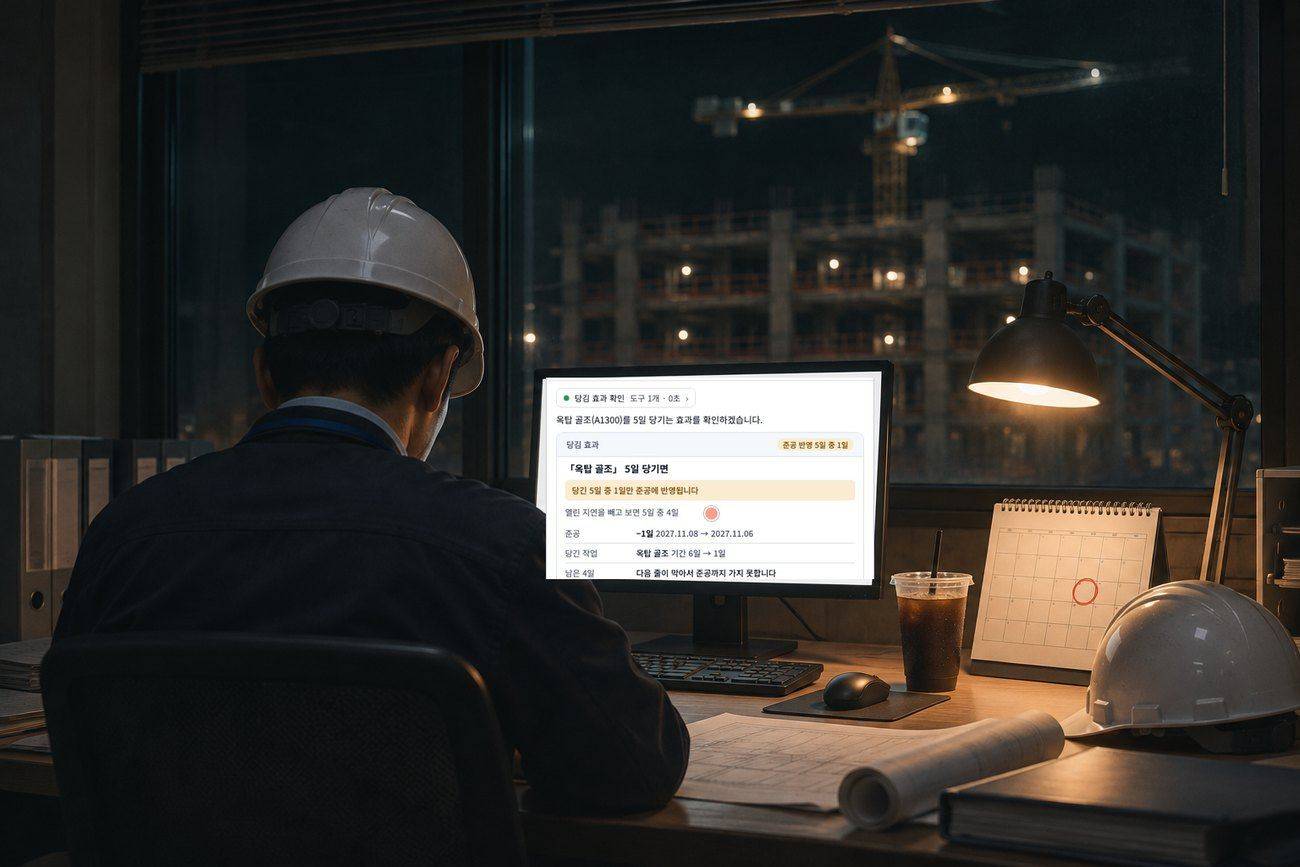 당김 효과 확인 도구 1개 · 0초 ›
옥탑 골조(A1300)를 5일 당기는 효과를 확인하겠습니다.
당김 효과 준공 반영 5일 중 1일
「옥탑 골조」 5일 당기면
당긴 5일 중 1일만 준공에 반영됩니다
열린 지연을 빼고 보면 5일 중 4일
준공 −1일 2027.11.08 → 2027.11.06
당긴 작업 옥탑 골조 기간 6일 → 1일
남은 4일 다음 줄이 막아서 준공까지 가지 못합니다